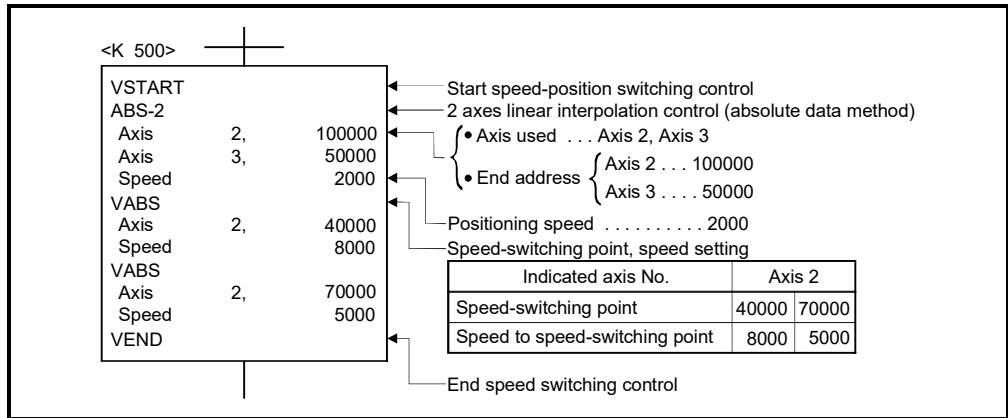 <K 500>
VSTART
ABS-2
Axis 2, 100000
Axis 3, 50000
Speed 2000
VABS
Axis 2, 40000
Speed 8000
VABS
Axis 2, 70000
Speed 5000
VEND
Start speed-position switching control
2 axes linear interpolation control (absolute data method)
• Axis used . . . Axis 2, Axis 3
• End address
Axis 2 . . . 100000
Axis 3 . . . . 50000
Positioning speed . . . . . . . . . . 2000
Speed-switching point, speed setting
Indicated axis No. Axis 2
Speed-switching point 40000 70000
Speed to speed-switching point 8000 5000
End speed switching control